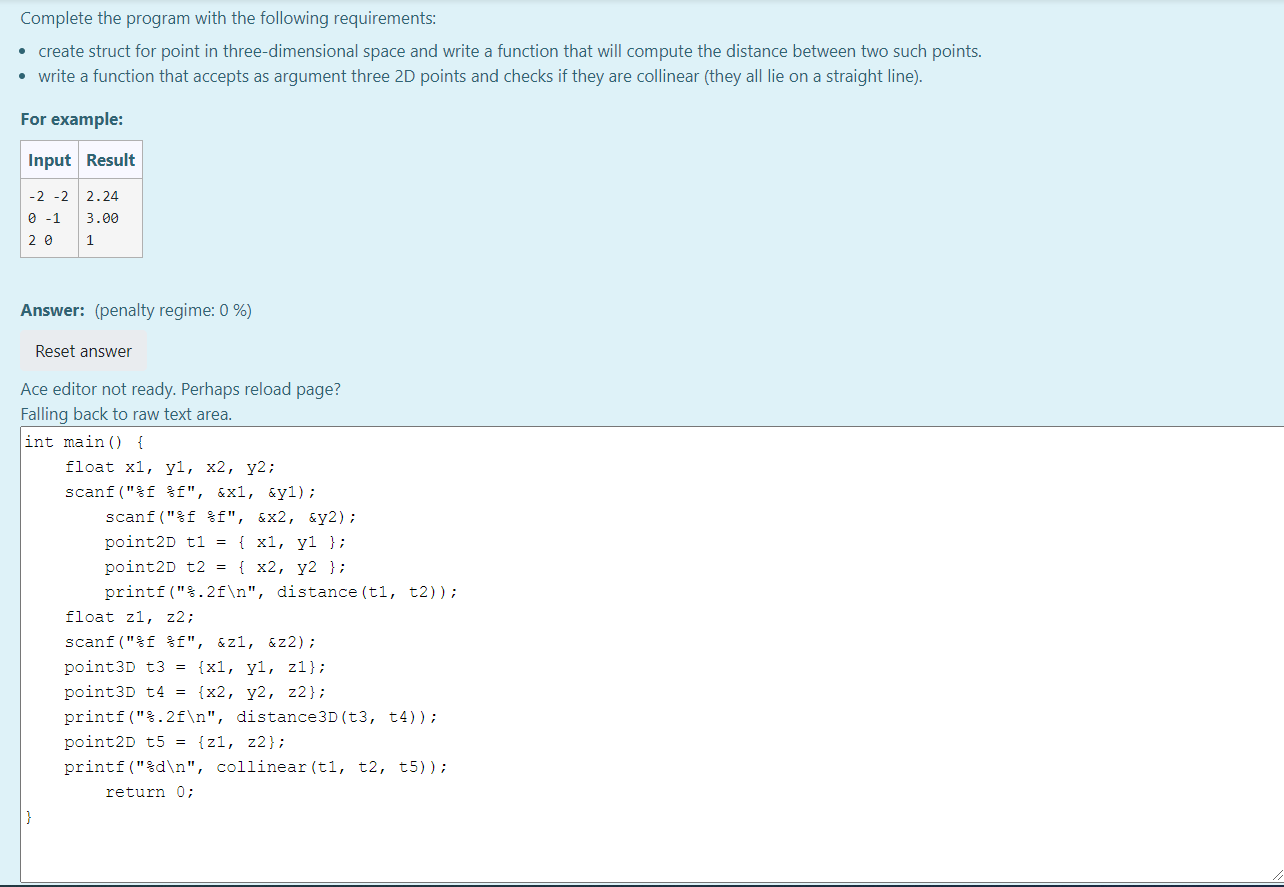 Complete the program with the following requirements:
• create struct for point in three-dimensional space and write a function that will compute the distance between two such points.
• write a function that accepts as argument three 2D points and checks if they are collinear (they all lie on a straight line).
For example:
Input Result
-2 -2 2.24
0 -1 3.00
2 0 1
Answer: (penalty regime: 0 %)
Reset answer
Ace editor not ready. Perhaps reload page?
Falling back to raw text area.
int main() {
    float x1, y1, x2, y2;
    scanf("%f %f", &x1, &y1);
        scanf("%f %f", &x2, &y2);
        point2D t1 = { x1, y1 };
        point2D t2 = { x2, y2 };
        printf("%.2f\n", distance(t1, t2));
    float z1, z2;
    scanf("%f %f", &z1, &z2);
    point3D t3 = {x1, y1, z1};
    point3D t4 = {x2, y2, z2};
    printf("%.2f\n", distance3D(t3, t4));
    point2D t5 = {z1, z2};
    printf("%d\n", collinear(t1, t2, t5));
        return 0;
}